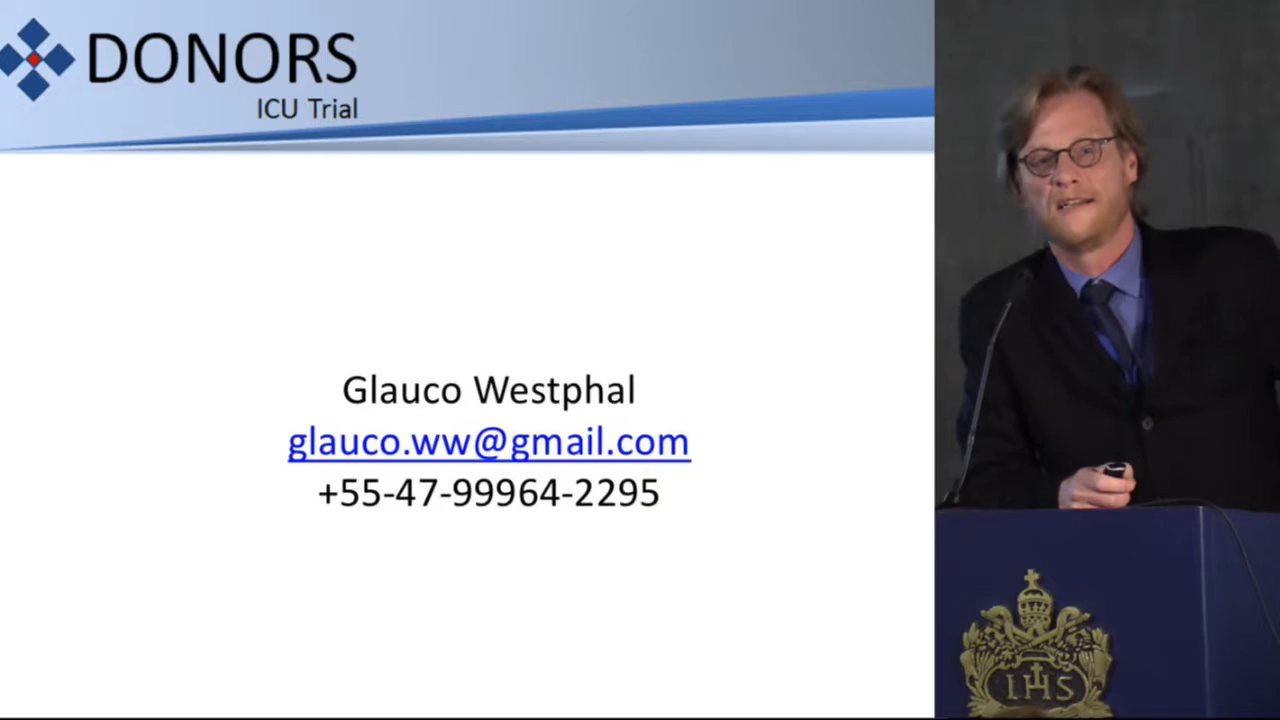 DONORS
ICU Trial
Glauco Westphal
glauco.ww@gmail.com
+55-47-99964-2295
IHS